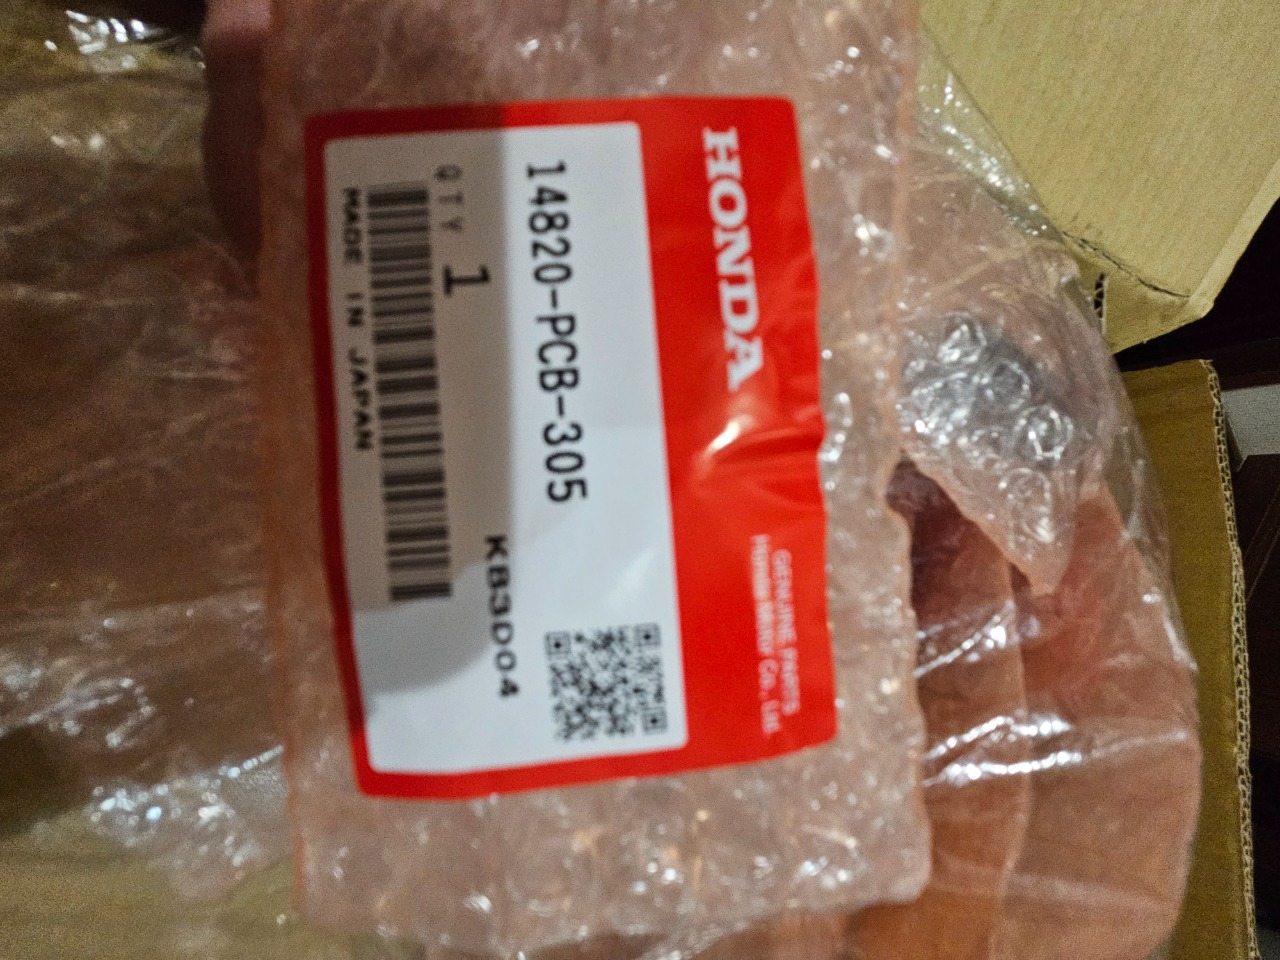 HONDA
GENUINE PARTS
Honda Motor Co., Ltd.
14820-PCB-305
QTY 1
KB3D04
MADE IN JAPAN